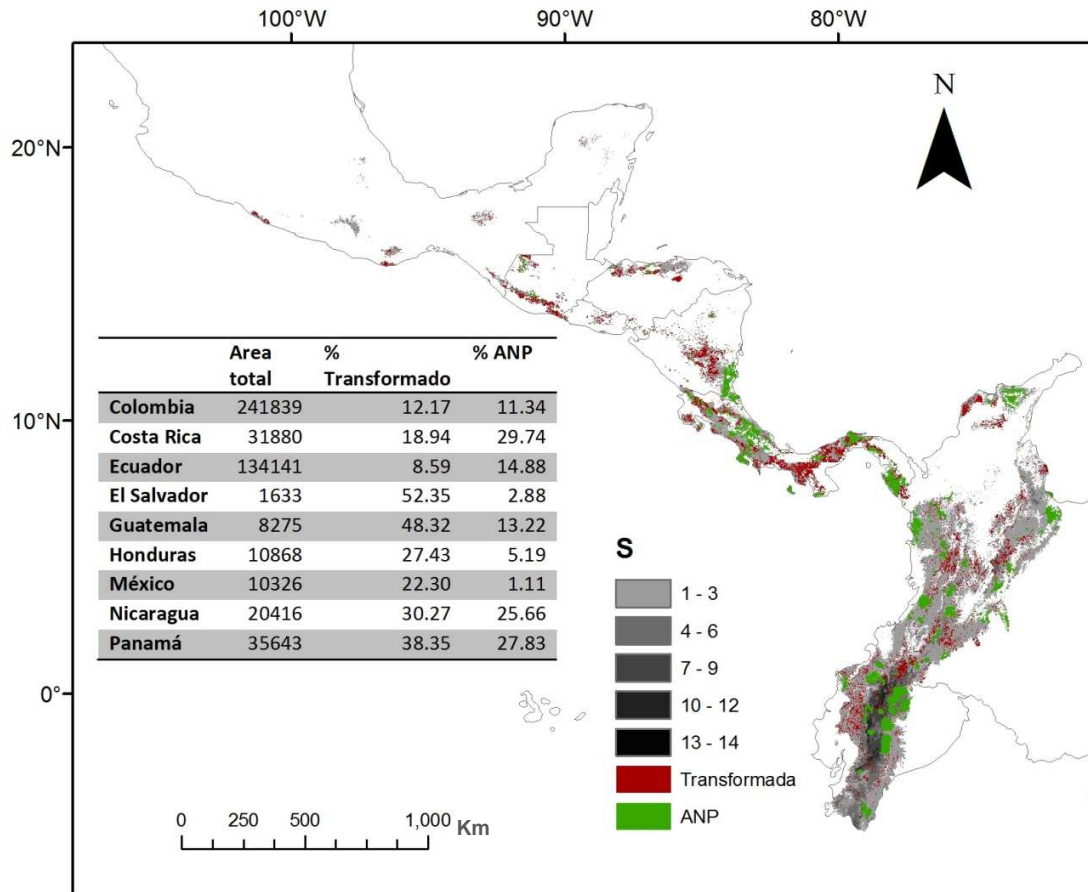 100°W 90°W 80°W
N
20°N
10°N
0°
Area total % Transformado % ANP
Colombia 241839 12.17 11.34
Costa Rica 31880 18.94 29.74
Ecuador 134141 8.59 14.88
El Salvador 1633 52.35 2.88
Guatemala 8275 48.32 13.22
Honduras 10868 27.43 5.19
México 10326 22.30 1.11
Nicaragua 20416 30.27 25.66
Panamá 35643 38.35 27.83
S
1 - 3
4 - 6
7 - 9
10 - 12
13 - 14
Transformada
ANP
0 250 500 1,000 Km